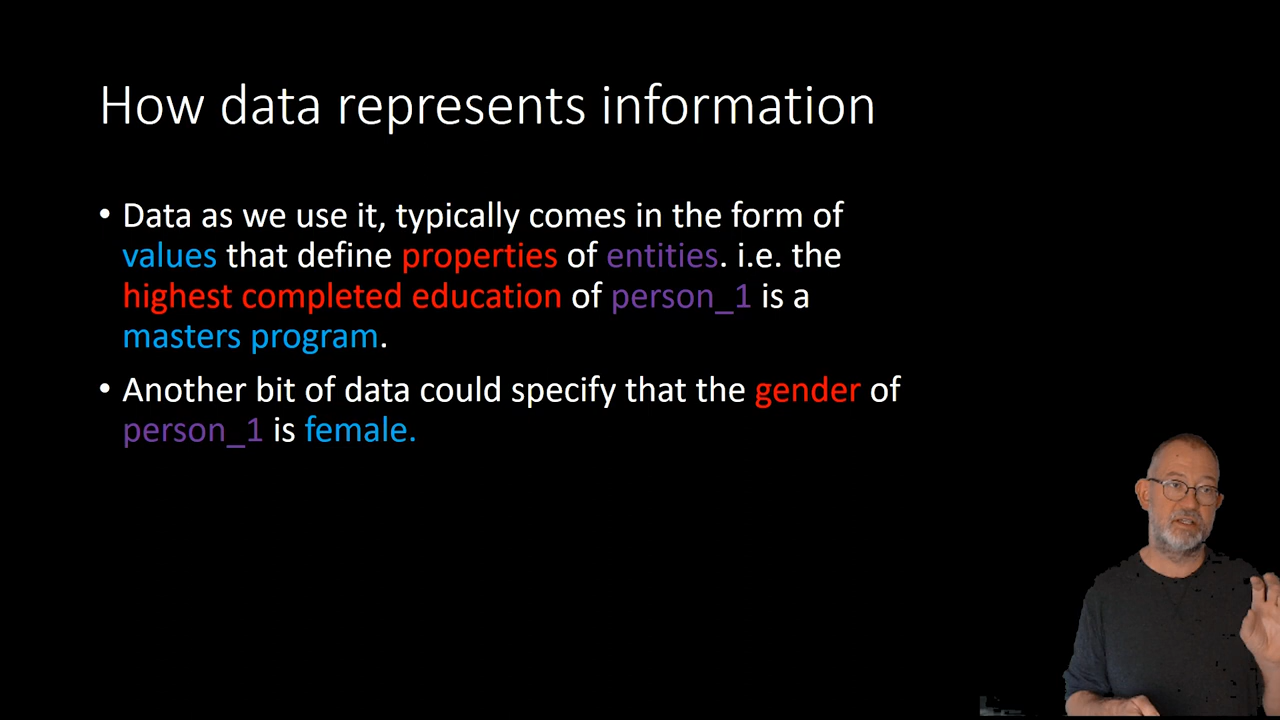 How data represents information
• Data as we use it, typically comes in the form of
values that define properties of entities. i.e. the
highest completed education of person_1 is a
masters program.
• Another bit of data could specify that the gender of
person_1 is female.